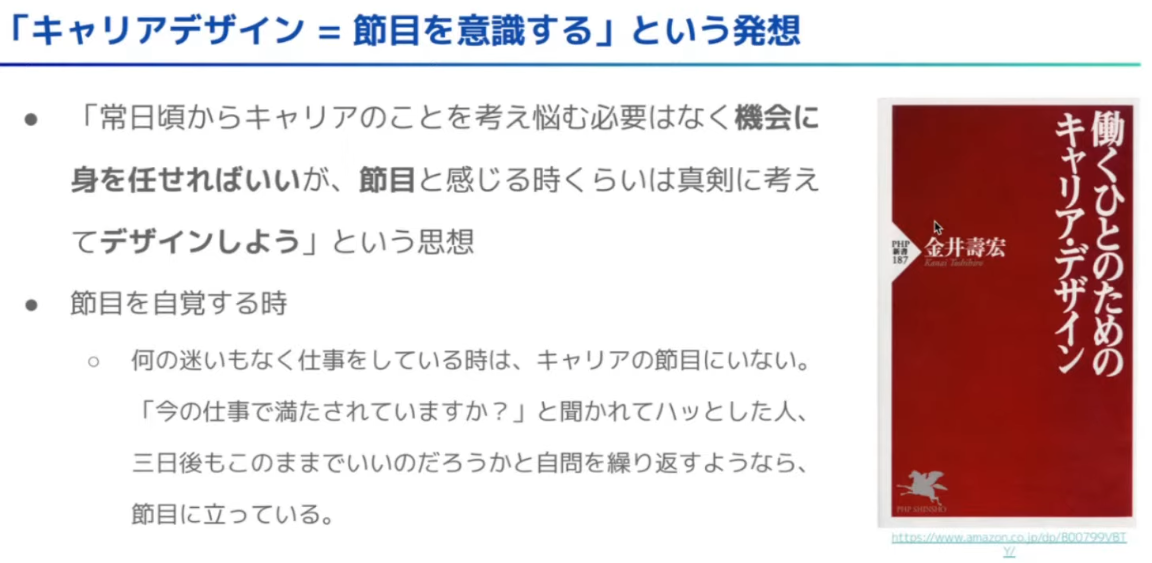 「キャリアデザイン = 節目を意識する」という発想
「常日頃からキャリアのことを考え悩む必要はなく機会に
身を任せればいいが、節目と感じる時くらいは真剣に考え
てデザインしよう」という思想
節目を自覚する時
何の迷いもなく仕事をしている時は、キャリアの節目にいない。
「今の仕事で満たされていますか？」と聞かれてハッとした人、
三日後もこのままでいいのだろうかと自問を繰り返すようなら、
節目に立っている。
働くひとのための
キャリア・デザイン
PHP
新書
187
金井壽宏
Kanai Toshihiro
PHP SHINSHO